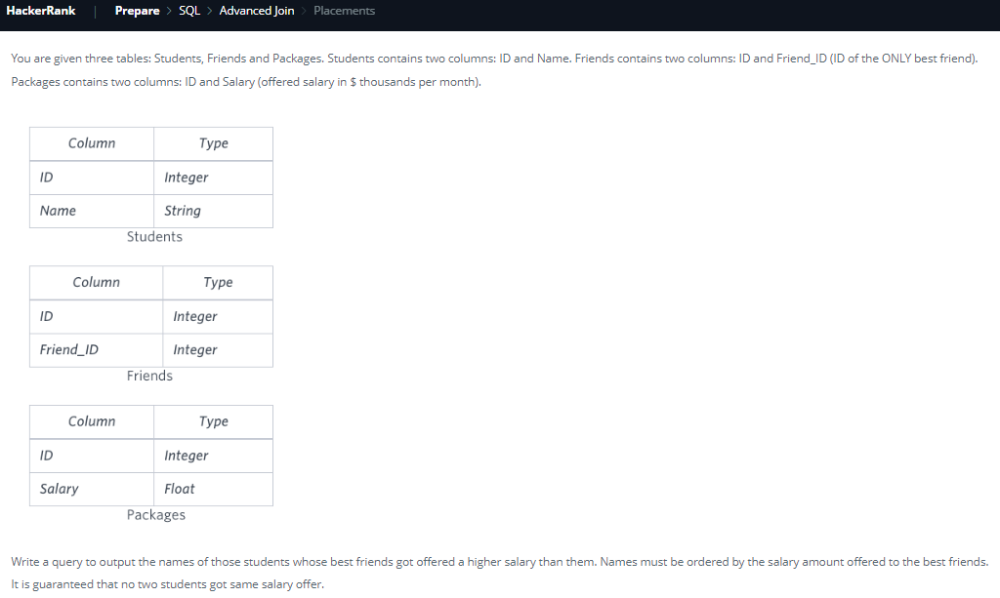 HackerRank | Prepare > SQL > Advanced Join > Placements
You are given three tables: Students, Friends and Packages. Students contains two columns: ID and Name. Friends contains two columns: ID and Friend_ID (ID of the ONLY best friend).
Packages contains two columns: ID and Salary (offered salary in $ thousands per month).
Column Type
ID Integer
Name String
Students
Column Type
ID Integer
Friend_ID Integer
Friends
Column Type
ID Integer
Salary Float
Packages
Write a query to output the names of those students whose best friends got offered a higher salary than them. Names must be ordered by the salary amount offered to the best friends.
It is guaranteed that no two students got same salary offer.